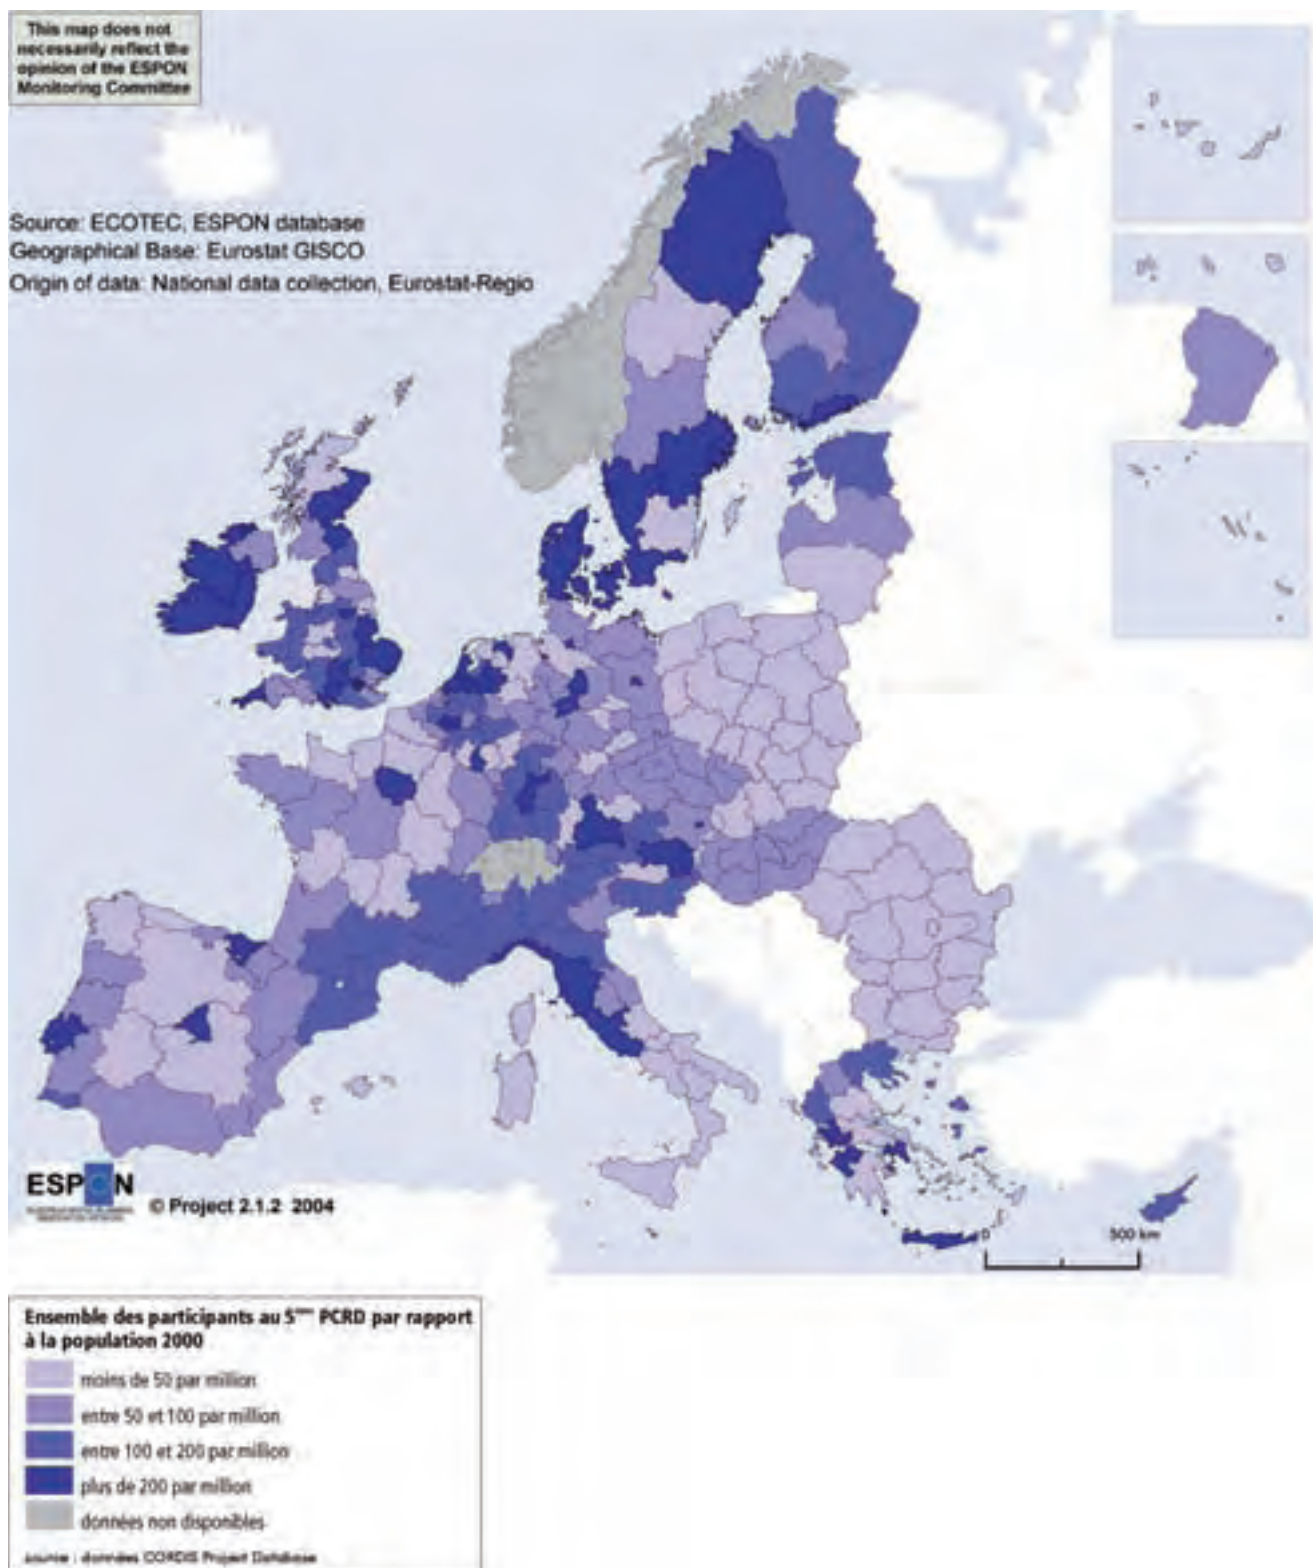 This map does not
necessarily reflect the
opinion of the ESPON
Monitoring Committee
Source: ECOTEC, ESPON database
Geographical Base: Eurostat GISCO
Origin of data: National data collection, Eurostat-Regio
ESPON
© Project 2.1.2 2004
0 500 km
Ensemble des participants au 5ème PCRD par rapport
à la population 2000
moins de 50 par million
entre 50 et 100 par million
entre 100 et 200 par million
plus de 200 par million
données non disponibles
source : données CORDIS Project Database